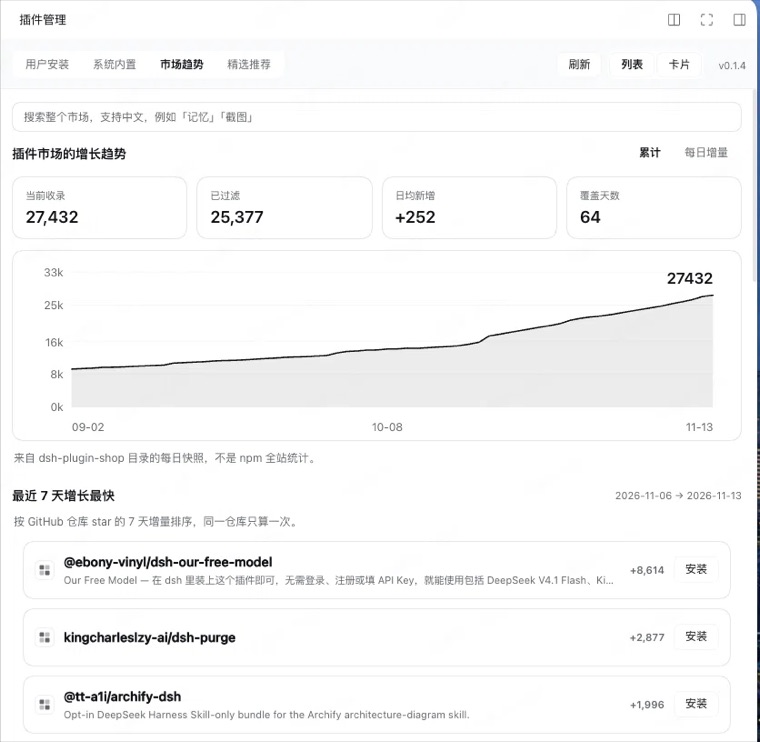 插件管理
用户安装 系统内置 市场趋势 精选推荐 刷新 列表 卡片 v0.1.4
搜索整个市场，支持中文，例如「记忆」「截图」
插件市场的增长趋势 累计 每日增量
当前收录 已过滤 日均新增 覆盖天数
27,432 25,377 +252 64
33k
27432
25k
16k
8k
0k
09-02 10-08 11-13
来自 dsh-plugin-shop 目录的每日快照，不是 npm 全站统计。
最近 7 天增长最快 2026-11-06 → 2026-11-13
按 GitHub 仓库 star 的 7 天增量排序，同一仓库只算一次。
@ebony-vinyl/dsh-our-free-model
Our Free Model — 在 dsh 里装上这个插件即可，无需登录、注册或填 API Key，就能使用包括 DeepSeek V4.1 Flash、Ki...
+8,614 安装
kingcharleslzy-ai/dsh-purge +2,877 安装
@tt-a1i/archify-dsh
Opt-in DeepSeek Harness Skill-only bundle for the Archify architecture-diagram skill.
+1,996 安装